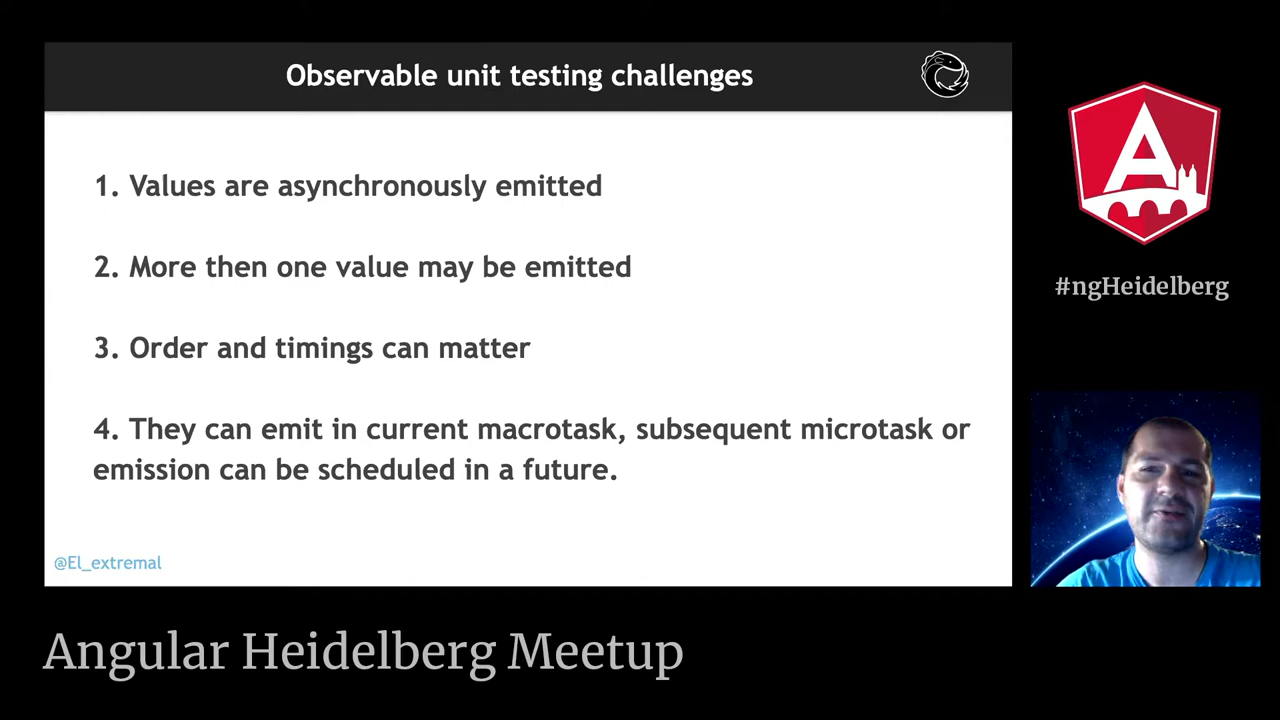 Observable unit testing challenges
1. Values are asynchronously emitted
2. More then one value may be emitted
3. Order and timings can matter
4. They can emit in current macrotask, subsequent microtask or
emission can be scheduled in a future.
@El_extremal
A
#ngHeidelberg
Angular Heidelberg Meetup